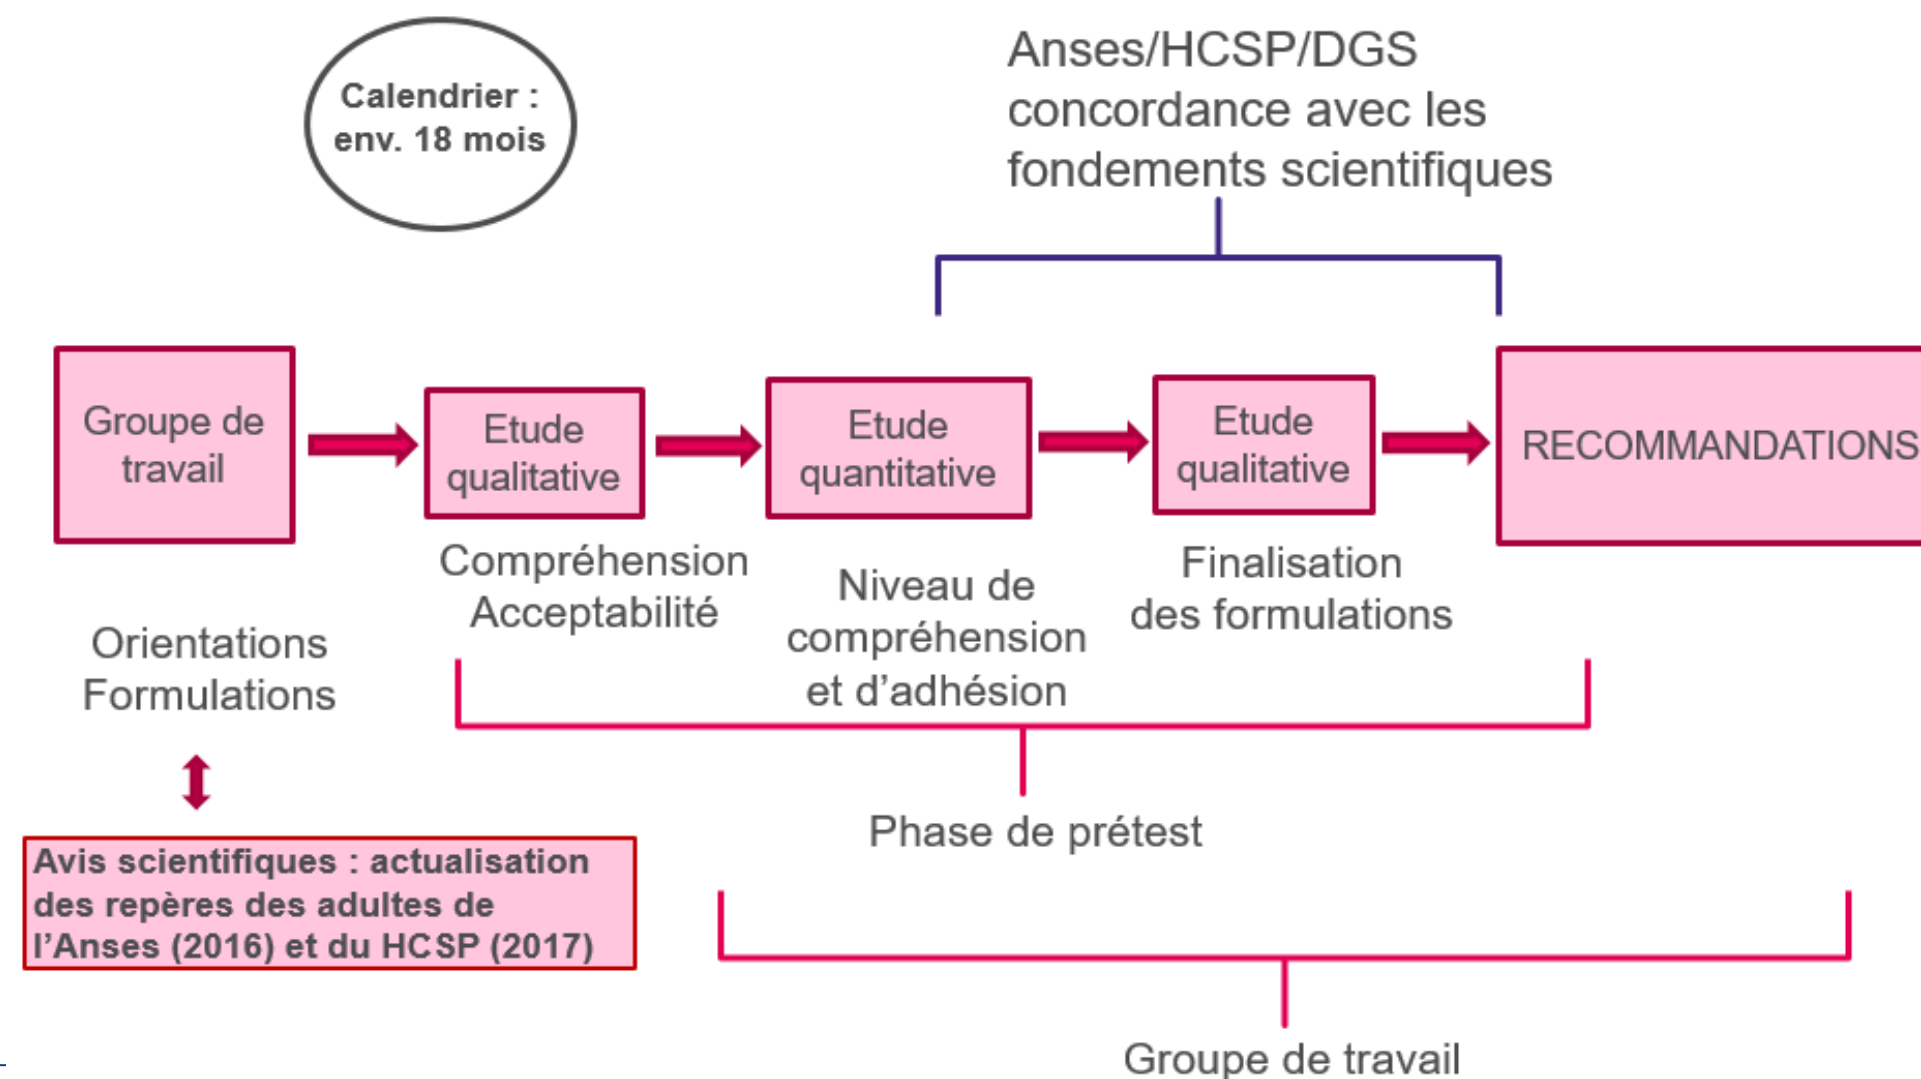 Calendrier :
env. 18 mois
Anses/HCSP/DGS
concordance avec les
fondements scientifiques
Groupe de
travail
Etude
qualitative
Etude
quantitative
Etude
qualitative
RECOMMANDATIONS
Orientations
Formulations
Compréhension
Acceptabilité
Niveau de
compréhension
et d’adhésion
Finalisation
des formulations
Phase de prétest
Avis scientifiques : actualisation
des repères des adultes de
l’Anses (2016) et du HCSP (2017)
Groupe de travail